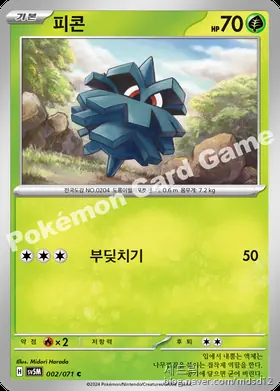 기본 피콘 HP 70
전국도감 NO.0204 도롱이벌레포켓몬 키: 0.6 m 몸무게: 7.2 kg
Pokémon Card Game
부딪치기 50
약점 ×2 저항력 후퇴
Illus. Midori Harada
H SV5M 002/071 C
©2024 Pokémon/Nintendo/Creatures/GAME FREAK